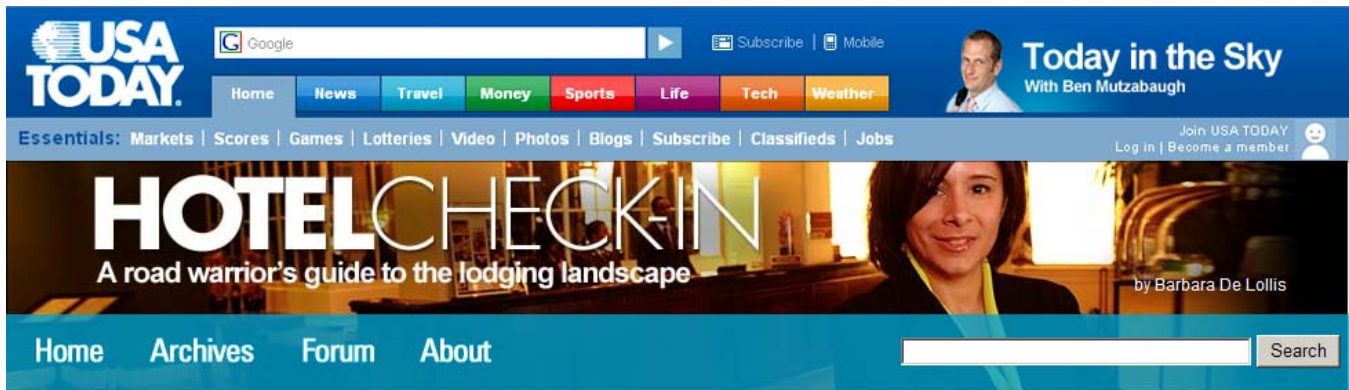 USA
TODAY.
G Google
Subscribe | Mobile
Today in the Sky
With Ben Mutzabaugh
Home News Travel Money Sports Life Tech Weather
Essentials: Markets | Scores | Games | Lotteries | Video | Photos | Blogs | Subscribe | Classifieds | Jobs
Join USA TODAY
Log in | Become a member
HOTELCHECK-IN
A road warrior's guide to the lodging landscape
by Barbara De Lollis
Home Archives Forum About
Search